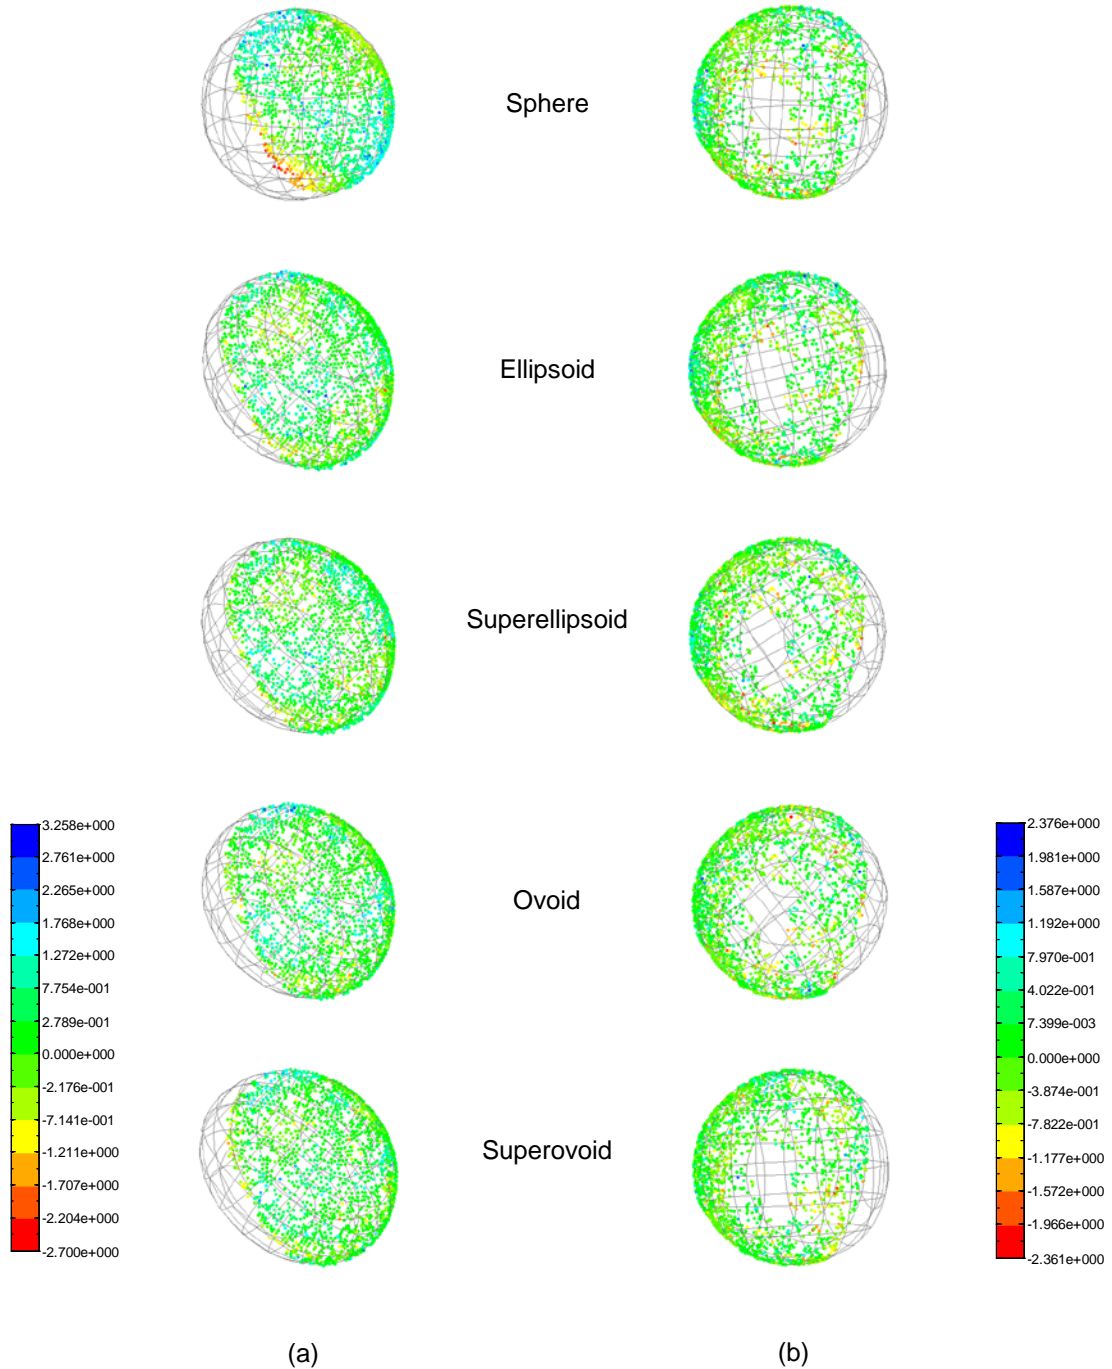 Sphere
Ellipsoid
Superellipsoid
Ovoid
Superovoid
3.258e+000
2.761e+000
2.265e+000
1.768e+000
1.272e+000
7.754e-001
2.789e-001
0.000e+000
-2.176e-001
-7.141e-001
-1.211e+000
-1.707e+000
-2.204e+000
-2.700e+000
2.376e+000
1.981e+000
1.587e+000
1.192e+000
7.970e-001
4.022e-001
7.399e-003
0.000e+000
-3.874e-001
-7.822e-001
-1.177e+000
-1.572e+000
-1.966e+000
-2.361e+000
(a)
(b)